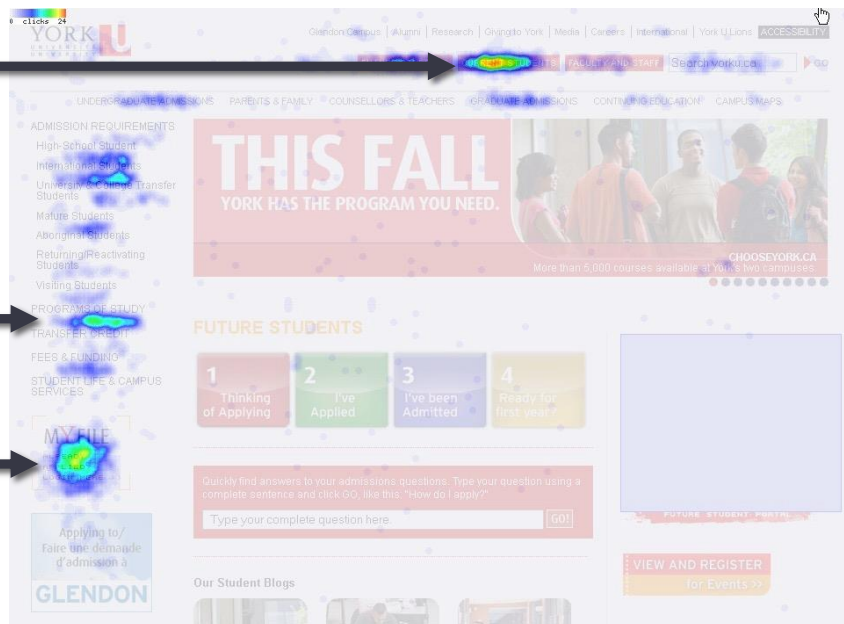 0 clicks 24
YORK U
UNIVERSITÉ
UNIVERSITY
Glendon Campus | Alumni | Research | Giving to York | Media | Careers | International | York U Lions ACCESSIBILITY
STUDENTS FACULTY AND STAFF Search yorku.ca GO
UNDERGRADUATE ADMISSIONS PARENTS & FAMILY COUNSELLORS & TEACHERS GRADUATE ADMISSIONS CONTINUING EDUCATION CAMPUS MAPS
ADMISSION REQUIREMENTS
High-School Student
International Students
University & College Transfer
Students
Mature Students
Aboriginal Students
Returning/Reactivating
Students
Visiting Students
PROGRAMS OF STUDY
TRANSFER CREDIT
FEES & FUNDING
STUDENT LIFE & CAMPUS
SERVICES
MYFILE
Applying to/
Faire une demande
d'admission à
GLENDON
THIS FALL
YORK HAS THE PROGRAM YOU NEED.
CHOOSEYORK.CA
More than 5,000 courses available at York's two campuses.
FUTURE STUDENTS
1
Thinking
of Applying
2
I've
Applied
3
I've been
Admitted
4
Ready for
first-year?
Quickly find answers to your admissions questions. Type your question using a
complete sentence and click GO, like this: "How do I apply?"
Type your complete question here. GO!
Our Student Blogs
FUTURE STUDENT PORTAL
VIEW AND REGISTER
for Events >>